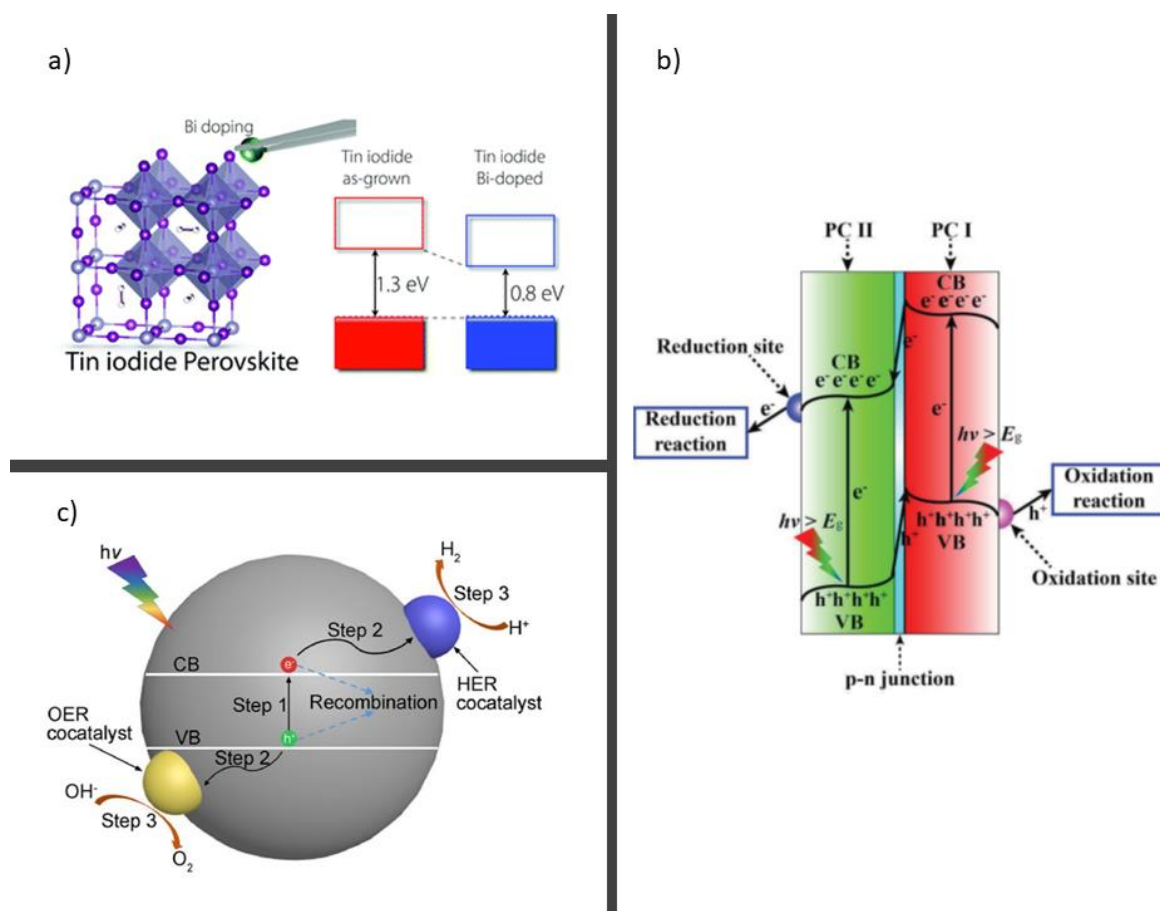 a)
Bi doping
Tin iodide
as-grown
Tin iodide
Bi-doped
1.3 eV
0.8 eV
Tin iodide Perovskite
b)
PC II
PC I
CB
e⁻ e⁻ e⁻ e⁻
e⁻
Reduction site
CB
e⁻ e⁻ e⁻ e⁻
e⁻
Reduction
reaction
e⁻
hν > Eg
Oxidation
reaction
e⁻
hν > Eg
h⁺
h⁺h⁺h⁺h⁺
VB
h⁺
Oxidation site
h⁺h⁺h⁺h⁺
VB
p-n junction
c)
hν
H₂
Step 3
H⁺
Step 2
CB
e⁻
HER
cocatalyst
Step 1
Recombination
OER
cocatalyst
VB
h⁺
Step 2
OH⁻
Step 3
O₂